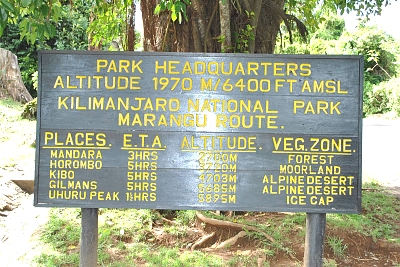 PARK HEADQUARTERS
ALTITUDE 1970 M/6400 FT AMSL
KILIMANJARO NATIONAL PARK
MARANGU ROUTE.
PLACES. E.T.A. ALTITUDE. VEG. ZONE.
MANDARA 3HRS 2700M FOREST
HOROMBO 5HRS 3720M MOORLAND
KIBO 5HRS 4703M ALPINE DESERT
GILMANS 5HRS 5685M ALPINE DESERT
UHURU PEAK 1½HRS 5895M ICE CAP